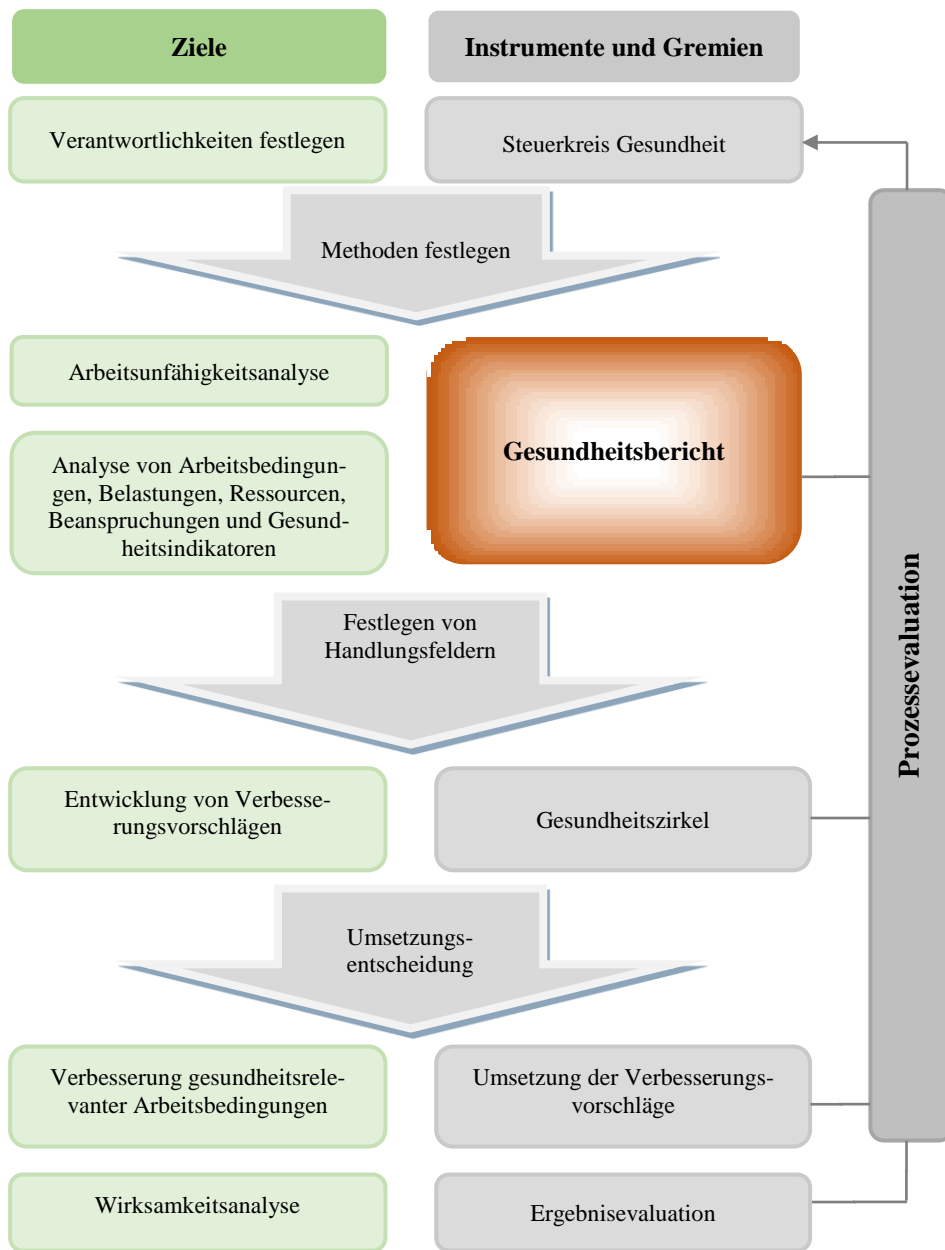 Ziele
Instrumente und Gremien
Verantwortlichkeiten festlegen
Steuerkreis Gesundheit
Methoden festlegen
Arbeitsunfähigkeitsanalyse
Gesundheitsbericht
Analyse von Arbeitsbedingun-
gen, Belastungen, Ressourcen,
Beanspruchungen und Gesund-
heitsindikatoren
Festlegen von
Handlungsfeldern
Entwicklung von Verbesse-
rungsvorschlägen
Gesundheitszirkel
Umsetzungs-
entscheidung
Verbesserung gesundheitsrele-
vanter Arbeitsbedingungen
Umsetzung der Verbesserungs-
vorschläge
Wirksamkeitsanalyse
Ergebnisevaluation
Prozessevaluation